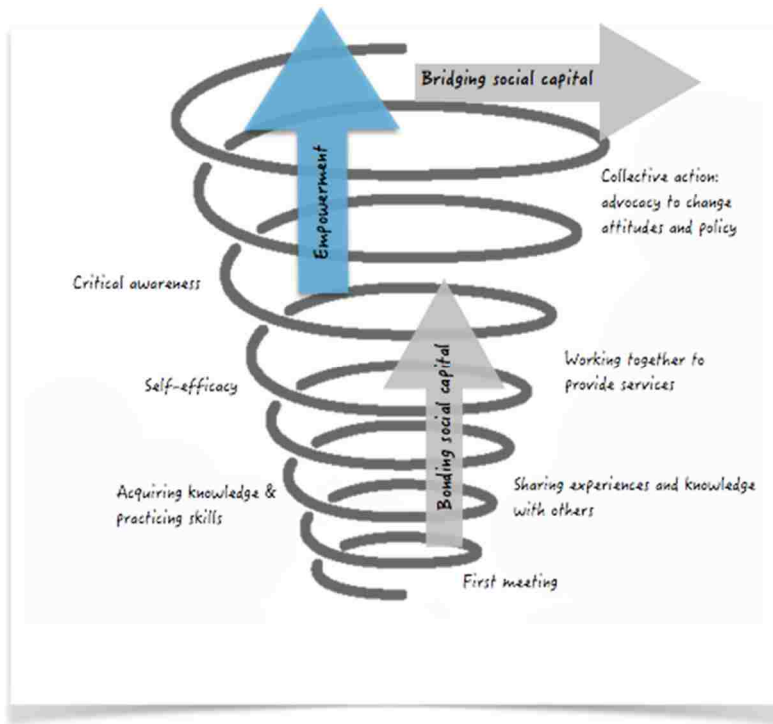 Bridging social capital
Empowerment
Collective action:
advocacy to change
attitudes and policy
Critical awareness
Bonding social capital
Working together to
provide services
Self-efficacy
Acquiring knowledge &
practicing skills
Sharing experiences and knowledge
with others
First meeting